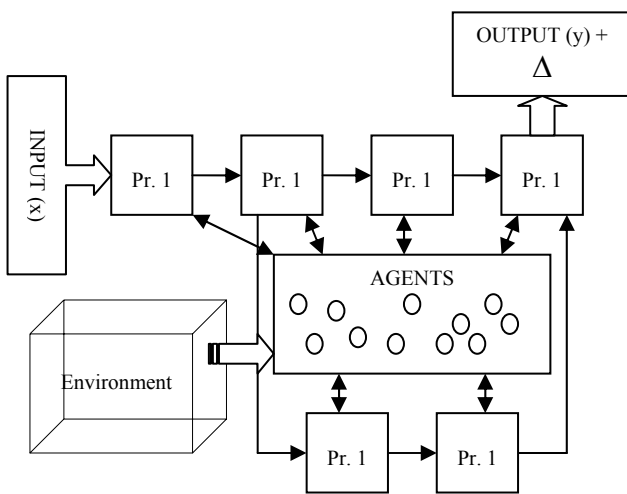 OUTPUT (y) +
Δ
INPUT (x)
Pr. 1
Pr. 1
Pr. 1
Pr. 1
AGENTS
Environment
Pr. 1
Pr. 1